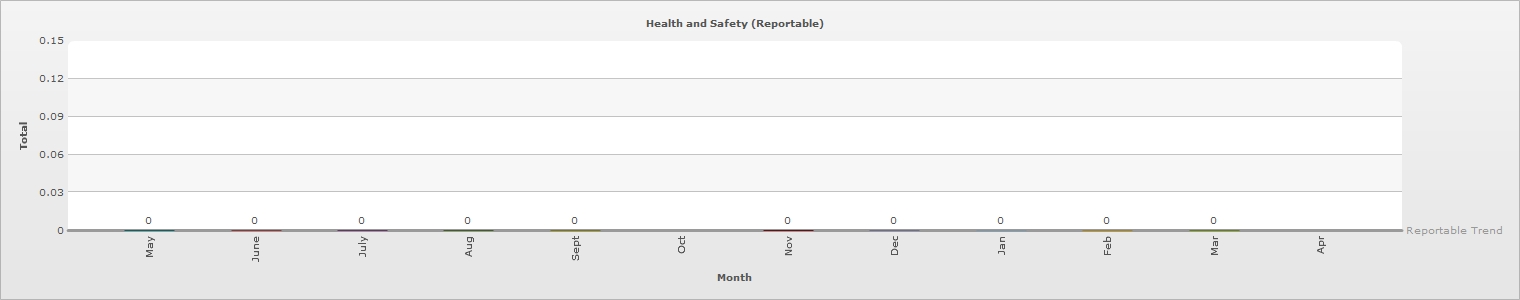 Health and Safety (Reportable)
0.15
0.12
0.09
0.06
0.03
0
Total
0 0 0 0 0 0 0 0 0 0
Reportable Trend
May June July Aug Sept Oct Nov Dec Jan Feb Mar Apr
Month